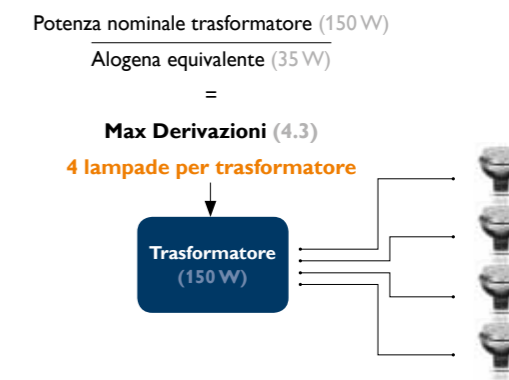 Potenza nominale trasformatore (150 W)
Alogena equivalente (35 W)
=
Max Derivazioni (4.3)
4 lampade per trasformatore
Trasformatore
(150 W)